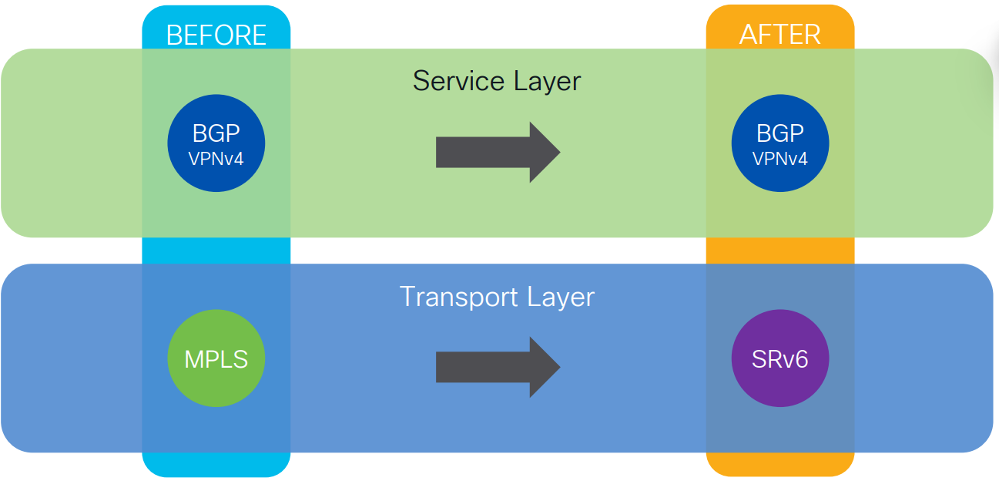 BEFORE
AFTER
Service Layer
BGP
VPNv4
BGP
VPNv4
Transport Layer
MPLS
SRv6